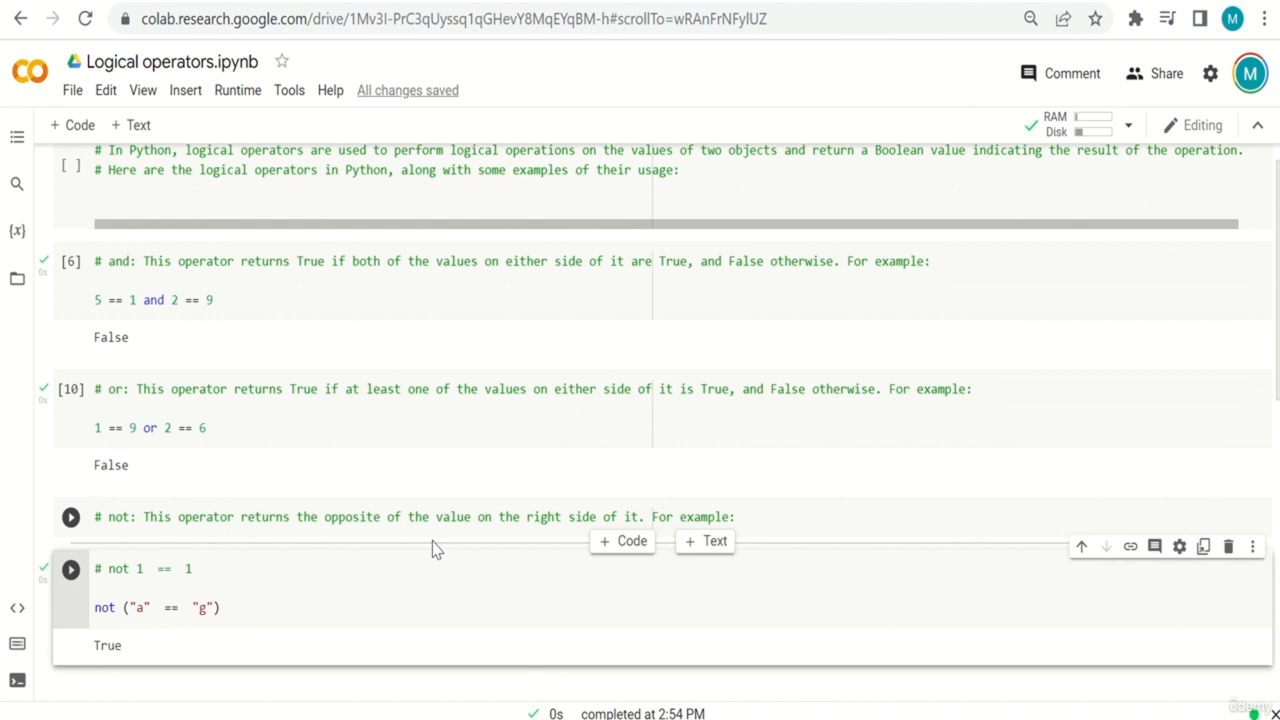 colab.research.google.com/drive/1Mv3I-PrC3qUyssq1qGHevY8MqEYqBM-h#scrollTo=wRAnFrNFylUZ
M
CO
Logical operators.ipynb
File Edit View Insert Runtime Tools Help All changes saved
Comment
Share
M
+ Code + Text
RAM
Disk
Editing
[ ] # In Python, logical operators are used to perform logical operations on the values of two objects and return a Boolean value indicating the result of the operation.
# Here are the logical operators in Python, along with some examples of their usage:
{x}
0s
[6] # and: This operator returns True if both of the values on either side of it are True, and False otherwise. For example:
5 == 1 and 2 == 9
False
0s
[10] # or: This operator returns True if at least one of the values on either side of it is True, and False otherwise. For example:
1 == 9 or 2 == 6
False
# not: This operator returns the opposite of the value on the right side of it. For example:
+ Code + Text
0s
# not 1 == 1
not ("a" == "g")
True
<>
0s completed at 2:54 PM
ûdemy